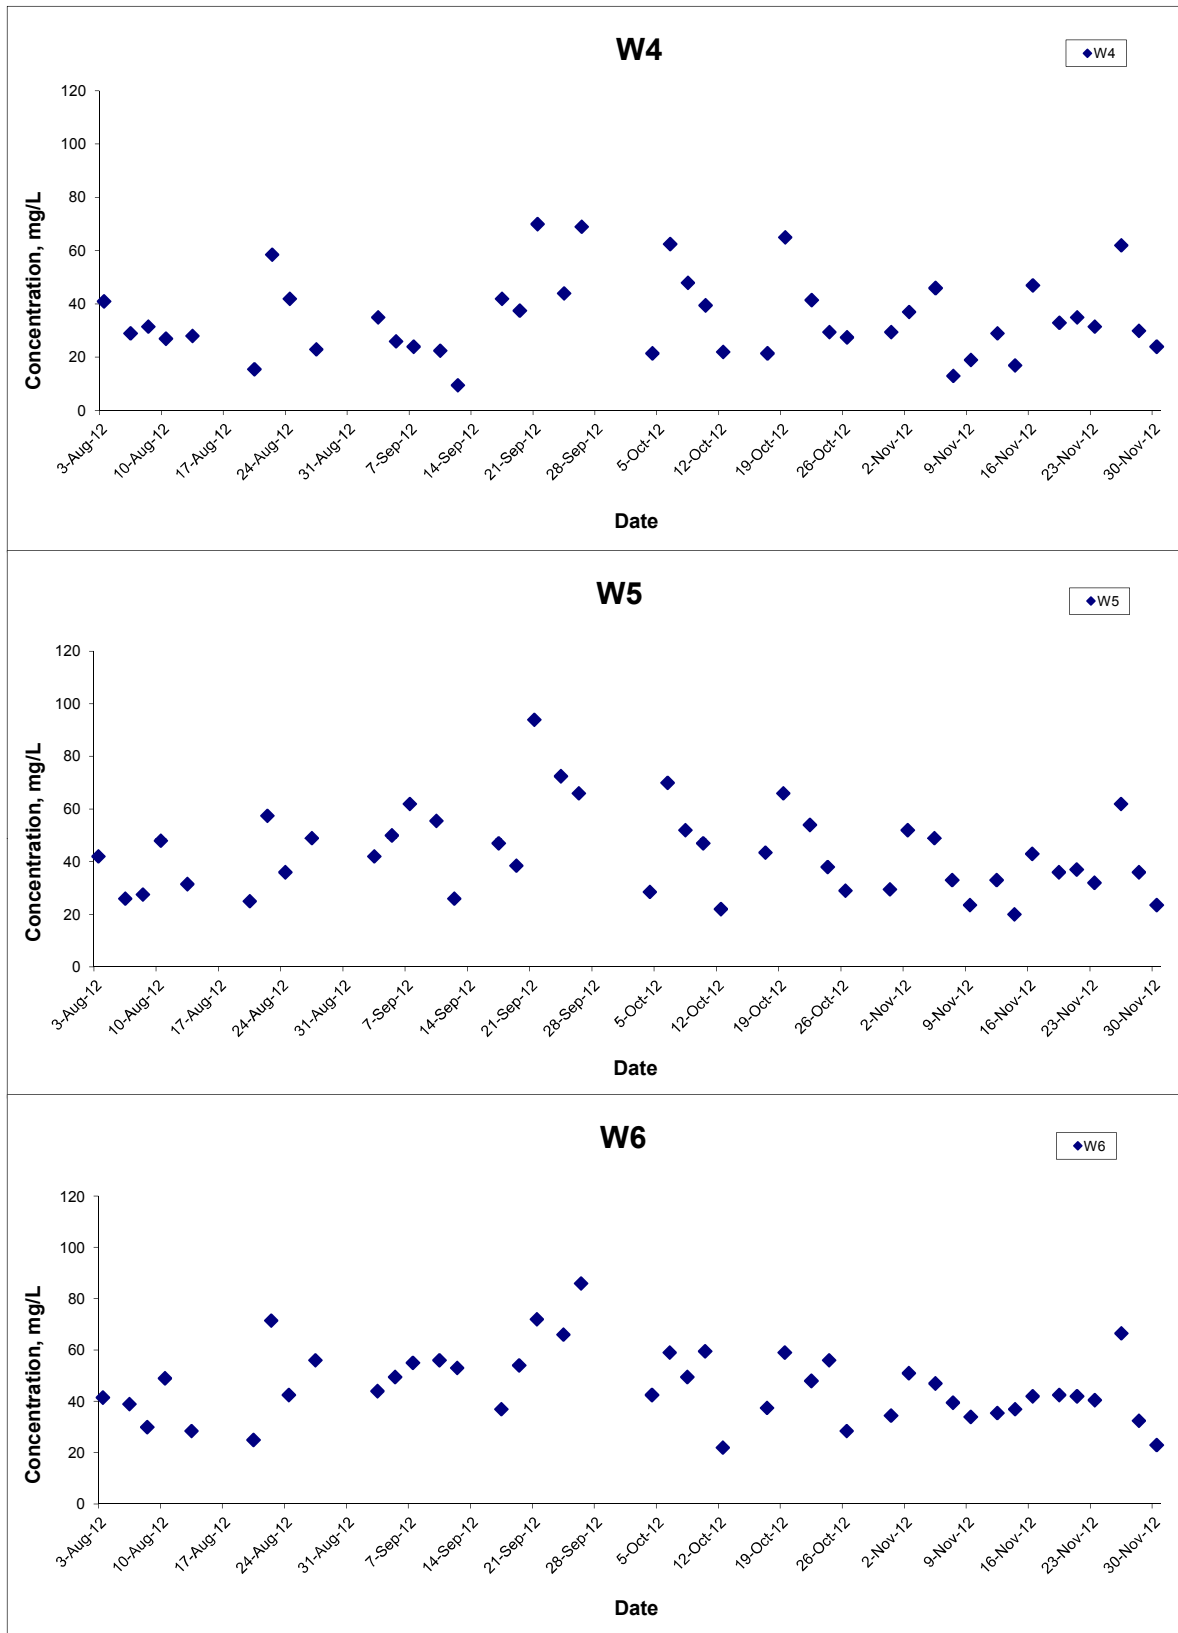 W4
W4
120
100
80
60
40
20
0
Concentration, mg/L
3-Aug-12
10-Aug-12
17-Aug-12
24-Aug-12
31-Aug-12
7-Sep-12
14-Sep-12
21-Sep-12
28-Sep-12
5-Oct-12
12-Oct-12
19-Oct-12
26-Oct-12
2-Nov-12
9-Nov-12
16-Nov-12
23-Nov-12
30-Nov-12
Date
W5
W5
120
100
80
60
40
20
0
Concentration, mg/L
3-Aug-12
10-Aug-12
17-Aug-12
24-Aug-12
31-Aug-12
7-Sep-12
14-Sep-12
21-Sep-12
28-Sep-12
5-Oct-12
12-Oct-12
19-Oct-12
26-Oct-12
2-Nov-12
9-Nov-12
16-Nov-12
23-Nov-12
30-Nov-12
Date
W6
W6
120
100
80
60
40
20
0
Concentration, mg/L
3-Aug-12
10-Aug-12
17-Aug-12
24-Aug-12
31-Aug-12
7-Sep-12
14-Sep-12
21-Sep-12
28-Sep-12
5-Oct-12
12-Oct-12
19-Oct-12
26-Oct-12
2-Nov-12
9-Nov-12
16-Nov-12
23-Nov-12
30-Nov-12
Date